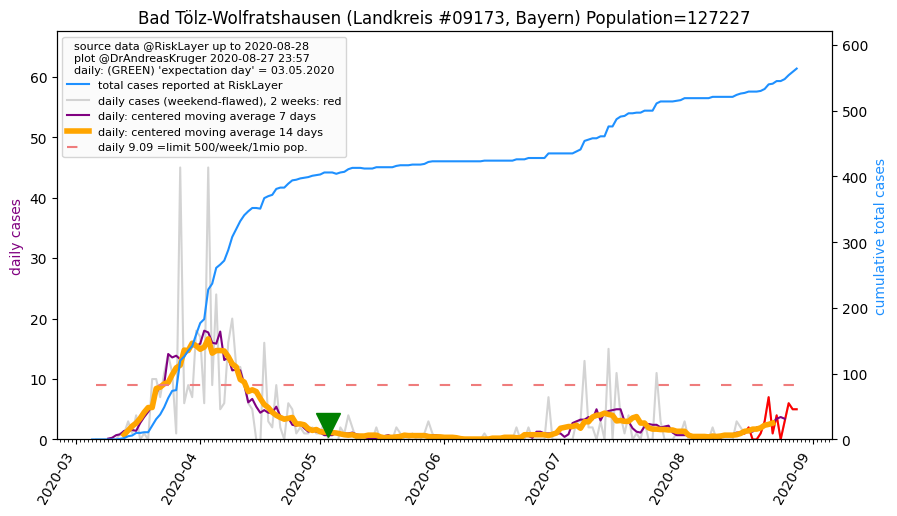 Bad Tölz-Wolfratshausen (Landkreis #09173, Bayern) Population=127227
source data @RiskLayer up to 2020-08-28
plot @DrAndreasKruger 2020-08-27 23:57
daily: (GREEN) 'expectation day' = 03.05.2020
total cases reported at RiskLayer
daily cases (weekend-flawed), 2 weeks: red
daily: centered moving average 7 days
daily: centered moving average 14 days
daily 9.09 =limit 500/week/1mio pop.
daily cases
60
50
40
30
20
10
0
cumulative total cases
600
500
400
300
200
100
0
2020-03
2020-04
2020-05
2020-06
2020-07
2020-08
2020-09